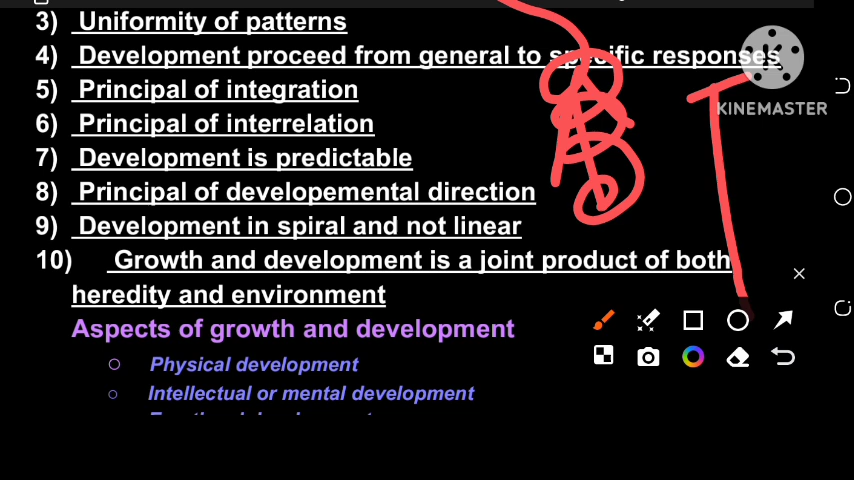 3) Uniformity of patterns
4) Development proceed from general to specific responses
5) Principal of integration
6) Principal of interrelation
7) Development is predictable
8) Principal of developemental direction
9) Development in spiral and not linear
10) Growth and development is a joint product of both
heredity and environment
Aspects of growth and development
Physical development
Intellectual or mental development
KINEMASTER